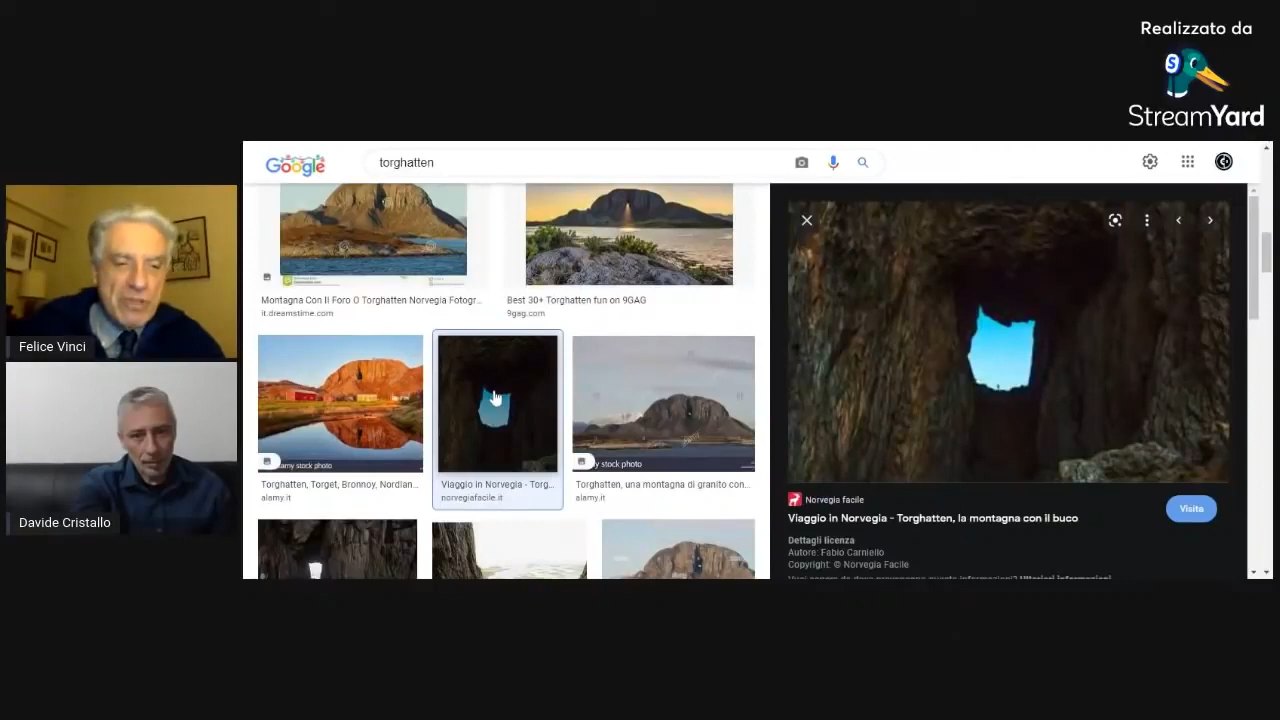 Realizzato da
StreamYard
Google
torghatten
Felice Vinci
Davide Cristallo
Montagna Con Il Foro O Torghatten Norvegia Fotogr...
it.dreamstime.com
Best 30+ Torghatten fun on 9GAG
9gag.com
alamy stock photo
Torghatten, Torget, Bronnoy, Nordlan...
alamy.it
Viaggio in Norvegia - Torg...
norvegiafacile.it
stock photo
Torghatten, una montagna di granito con...
alamy.it
Norvegia facile
Viaggio in Norvegia - Torghatten, la montagna con il buco
Visita
Dettagli licenza
Autore: Fabio Carniello
Copyright: © Norvegia Facile